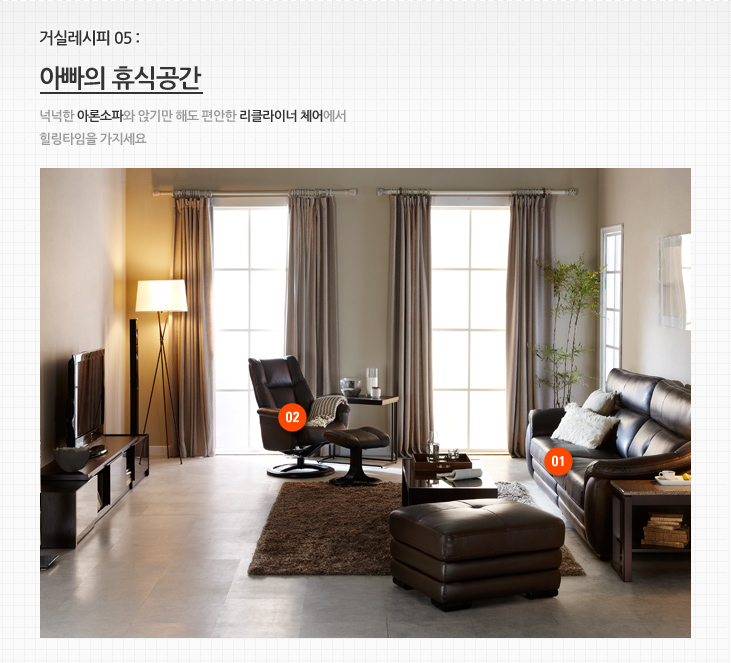 거실레시피 05 :
아빠의 휴식공간
넉넉한 아론소파와 앉기만 해도 편안한 리클라이너 체어에서
힐링타임을 가지세요
02
01